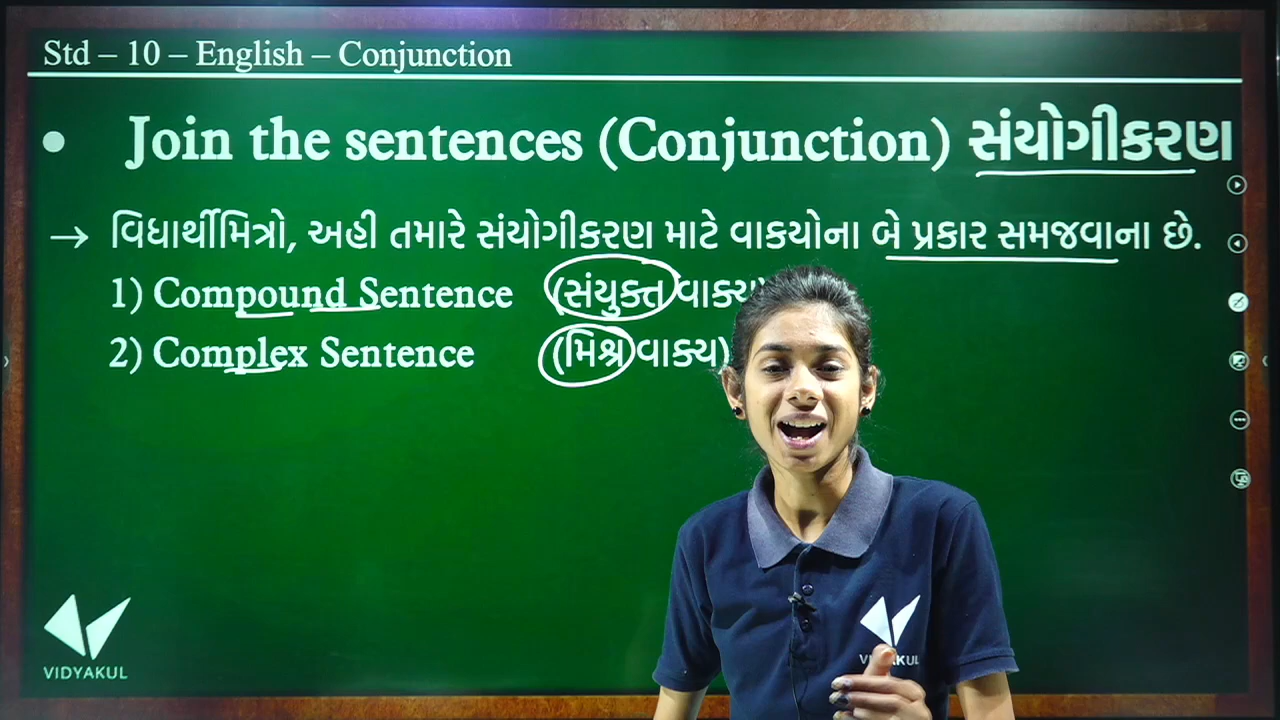 Std – 10 – English – Conjunction
• Join the sentences (Conjunction) સંયોગીકરણ
→ વિધાર્થીમિત્રો, અહી તમારે સંયોગીકરણ માટે વાક્યોના બે પ્રકાર સમજવાના છે.
1) Compound Sentence (સંયુક્ત વાક્ય)
2) Complex Sentence (મિશ્ર વાક્ય)
VIDYAKUL
VIDYAKUL